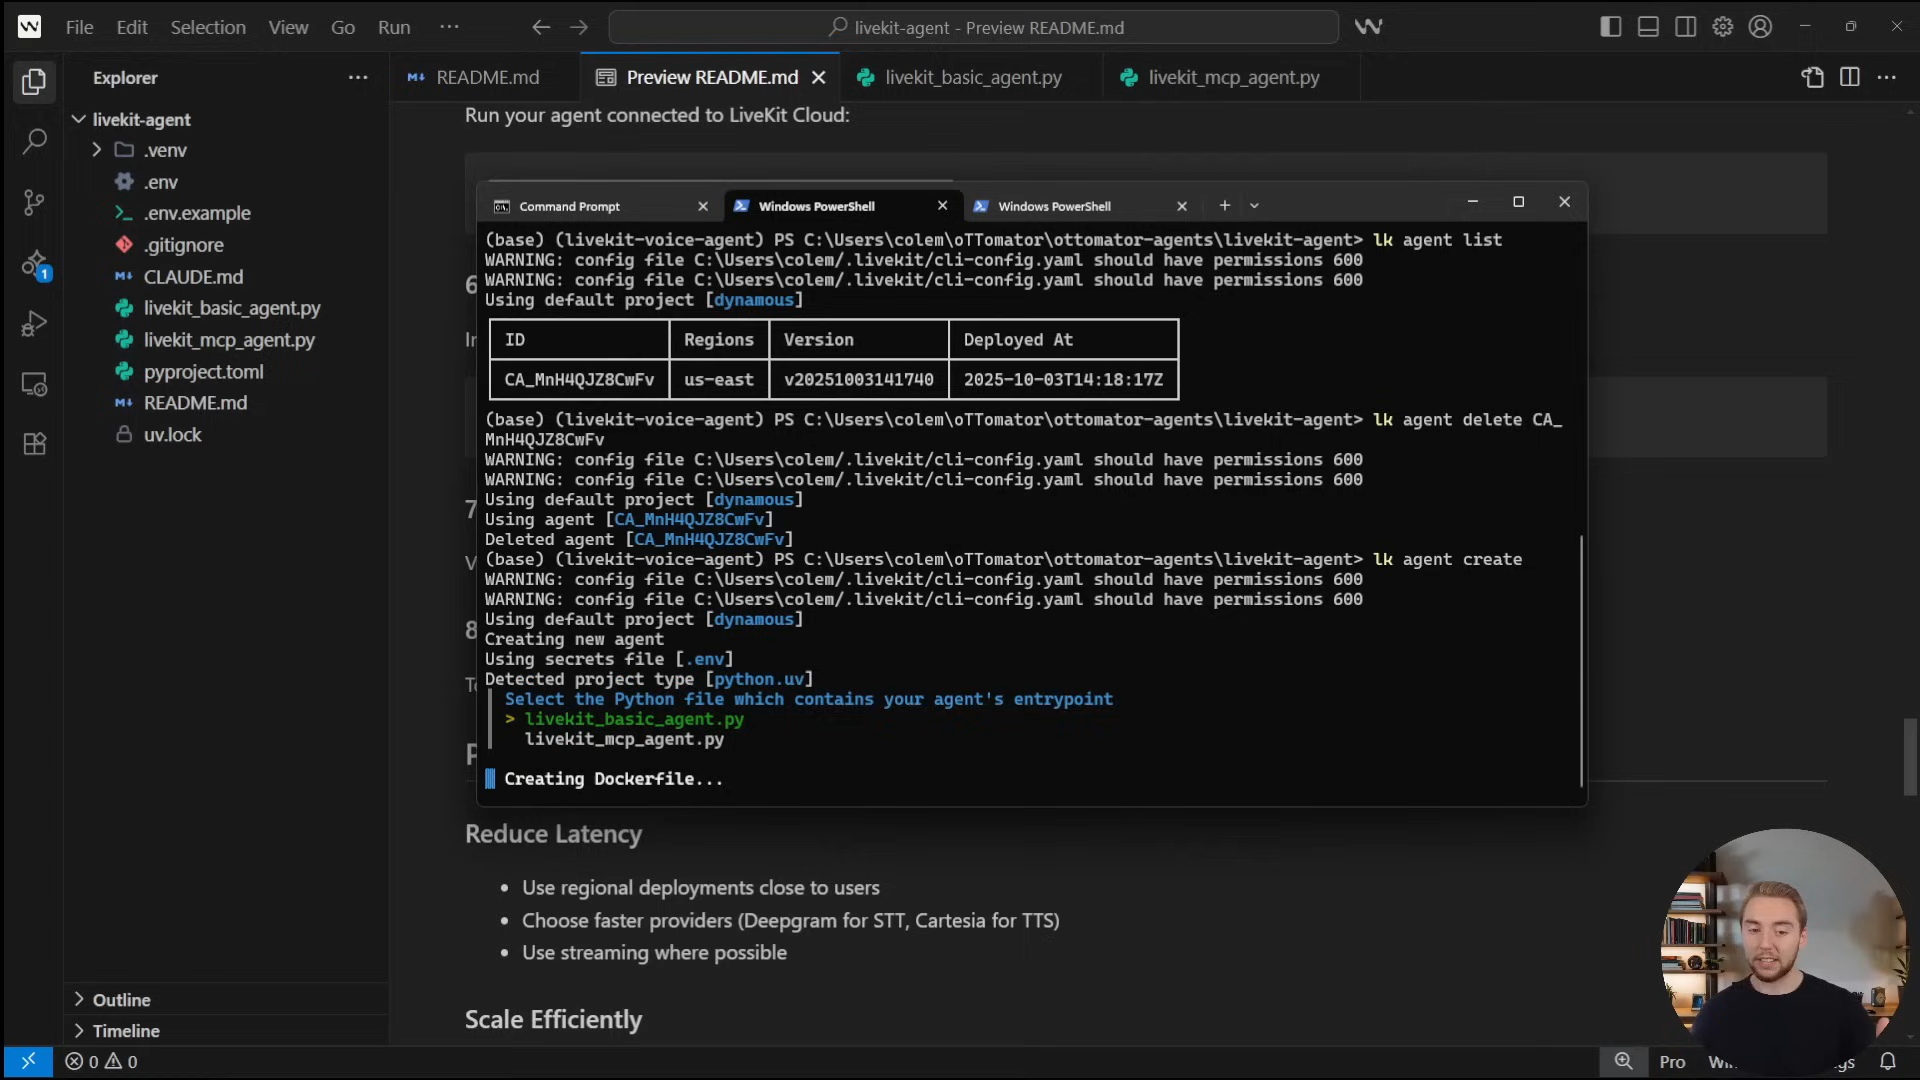 File Edit Selection View Go Run ···
livekit-agent - Preview README.md
Explorer
livekit-agent
.venv
.env
.env.example
.gitignore
CLAUDE.md
livekit_basic_agent.py
livekit_mcp_agent.py
pyproject.toml
README.md
uv.lock
Outline
Timeline
1
README.md
Preview README.md
livekit_basic_agent.py
livekit_mcp_agent.py
Run your agent connected to LiveKit Cloud:
Command Prompt
Windows PowerShell
Windows PowerShell
(base) (livekit-voice-agent) PS C:\Users\colem\oTTomator\ottomator-agents\livekit-agent> lk agent list
WARNING: config file C:\Users\colem/.livekit/cli-config.yaml should have permissions 600
WARNING: config file C:\Users\colem/.livekit/cli-config.yaml should have permissions 600
Using default project [dynamous]
ID Regions Version Deployed At
CA_MnH4QJZ8CwFv us-east v20251003141740 2025-10-03T14:18:17Z
(base) (livekit-voice-agent) PS C:\Users\colem\oTTomator\ottomator-agents\livekit-agent> lk agent delete CA_
MnH4QJZ8CwFv
WARNING: config file C:\Users\colem/.livekit/cli-config.yaml should have permissions 600
WARNING: config file C:\Users\colem/.livekit/cli-config.yaml should have permissions 600
Using default project [dynamous]
Using agent [CA_MnH4QJZ8CwFv]
Deleted agent [CA_MnH4QJZ8CwFv]
(base) (livekit-voice-agent) PS C:\Users\colem\oTTomator\ottomator-agents\livekit-agent> lk agent create
WARNING: config file C:\Users\colem/.livekit/cli-config.yaml should have permissions 600
WARNING: config file C:\Users\colem/.livekit/cli-config.yaml should have permissions 600
Using default project [dynamous]
Creating new agent
Using secrets file [.env]
Detected project type [python.uv]
Select the Python file which contains your agent's entrypoint
> livekit_basic_agent.py
livekit_mcp_agent.py
Creating Dockerfile...
6
In
7
V
8
To
P
Reduce Latency
• Use regional deployments close to users
• Choose faster providers (Deepgram for STT, Cartesia for TTS)
• Use streaming where possible
Scale Efficiently
0 0
Pro